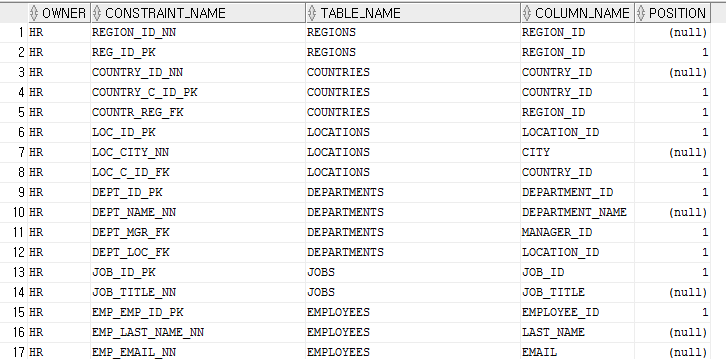 OWNER CONSTRAINT_NAME TABLE_NAME COLUMN_NAME POSITION
1 HR REGION_ID_NN REGIONS REGION_ID (null)
2 HR REG_ID_PK REGIONS REGION_ID 1
3 HR COUNTRY_ID_NN COUNTRIES COUNTRY_ID (null)
4 HR COUNTRY_C_ID_PK COUNTRIES COUNTRY_ID 1
5 HR COUNTR_REG_FK COUNTRIES REGION_ID 1
6 HR LOC_ID_PK LOCATIONS LOCATION_ID 1
7 HR LOC_CITY_NN LOCATIONS CITY (null)
8 HR LOC_C_ID_FK LOCATIONS COUNTRY_ID 1
9 HR DEPT_ID_PK DEPARTMENTS DEPARTMENT_ID 1
10 HR DEPT_NAME_NN DEPARTMENTS DEPARTMENT_NAME (null)
11 HR DEPT_MGR_FK DEPARTMENTS MANAGER_ID 1
12 HR DEPT_LOC_FK DEPARTMENTS LOCATION_ID 1
13 HR JOB_ID_PK JOBS JOB_ID 1
14 HR JOB_TITLE_NN JOBS JOB_TITLE (null)
15 HR EMP_EMP_ID_PK EMPLOYEES EMPLOYEE_ID 1
16 HR EMP_LAST_NAME_NN EMPLOYEES LAST_NAME (null)
17 HR EMP_EMAIL_NN EMPLOYEES EMAIL (null)